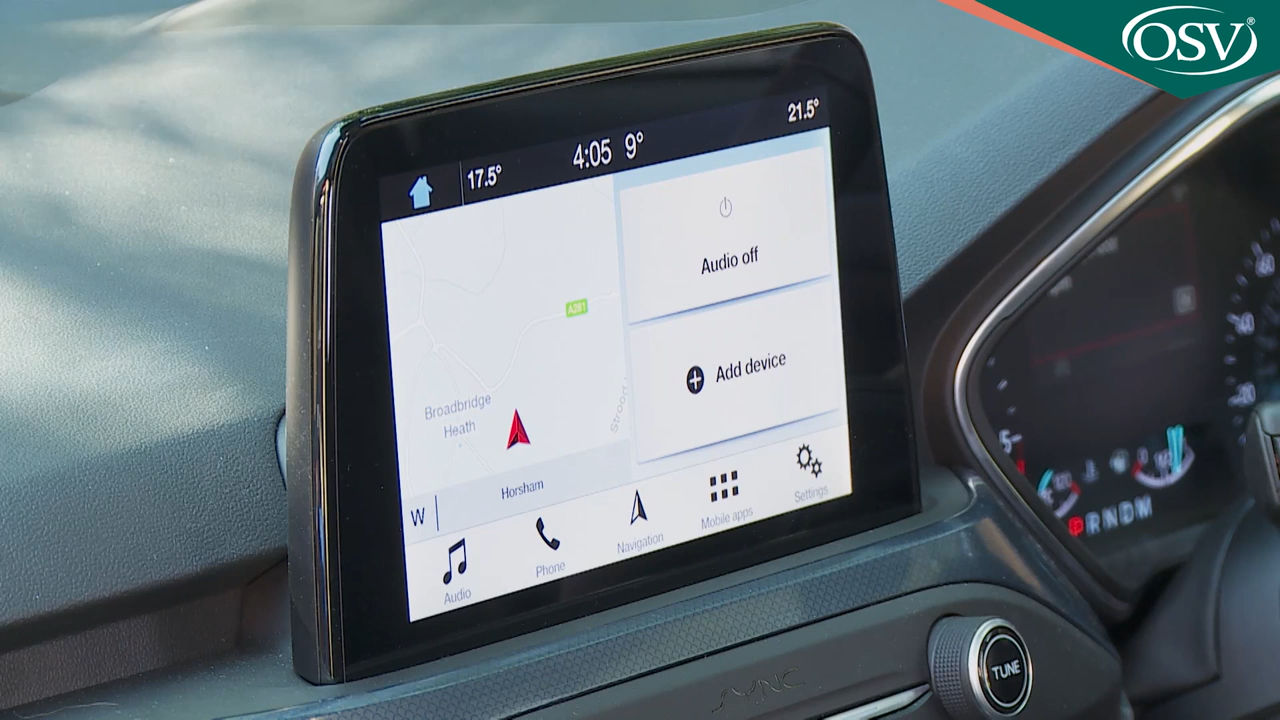 OSV®
17.5°
4:05 9°
21.5°
Audio off
A281
Add device
Broadbridge
Heath
Horsham
W
Audio
Phone
Navigation
Mobile apps
Settings
SYNC
TUNE
PRNDM